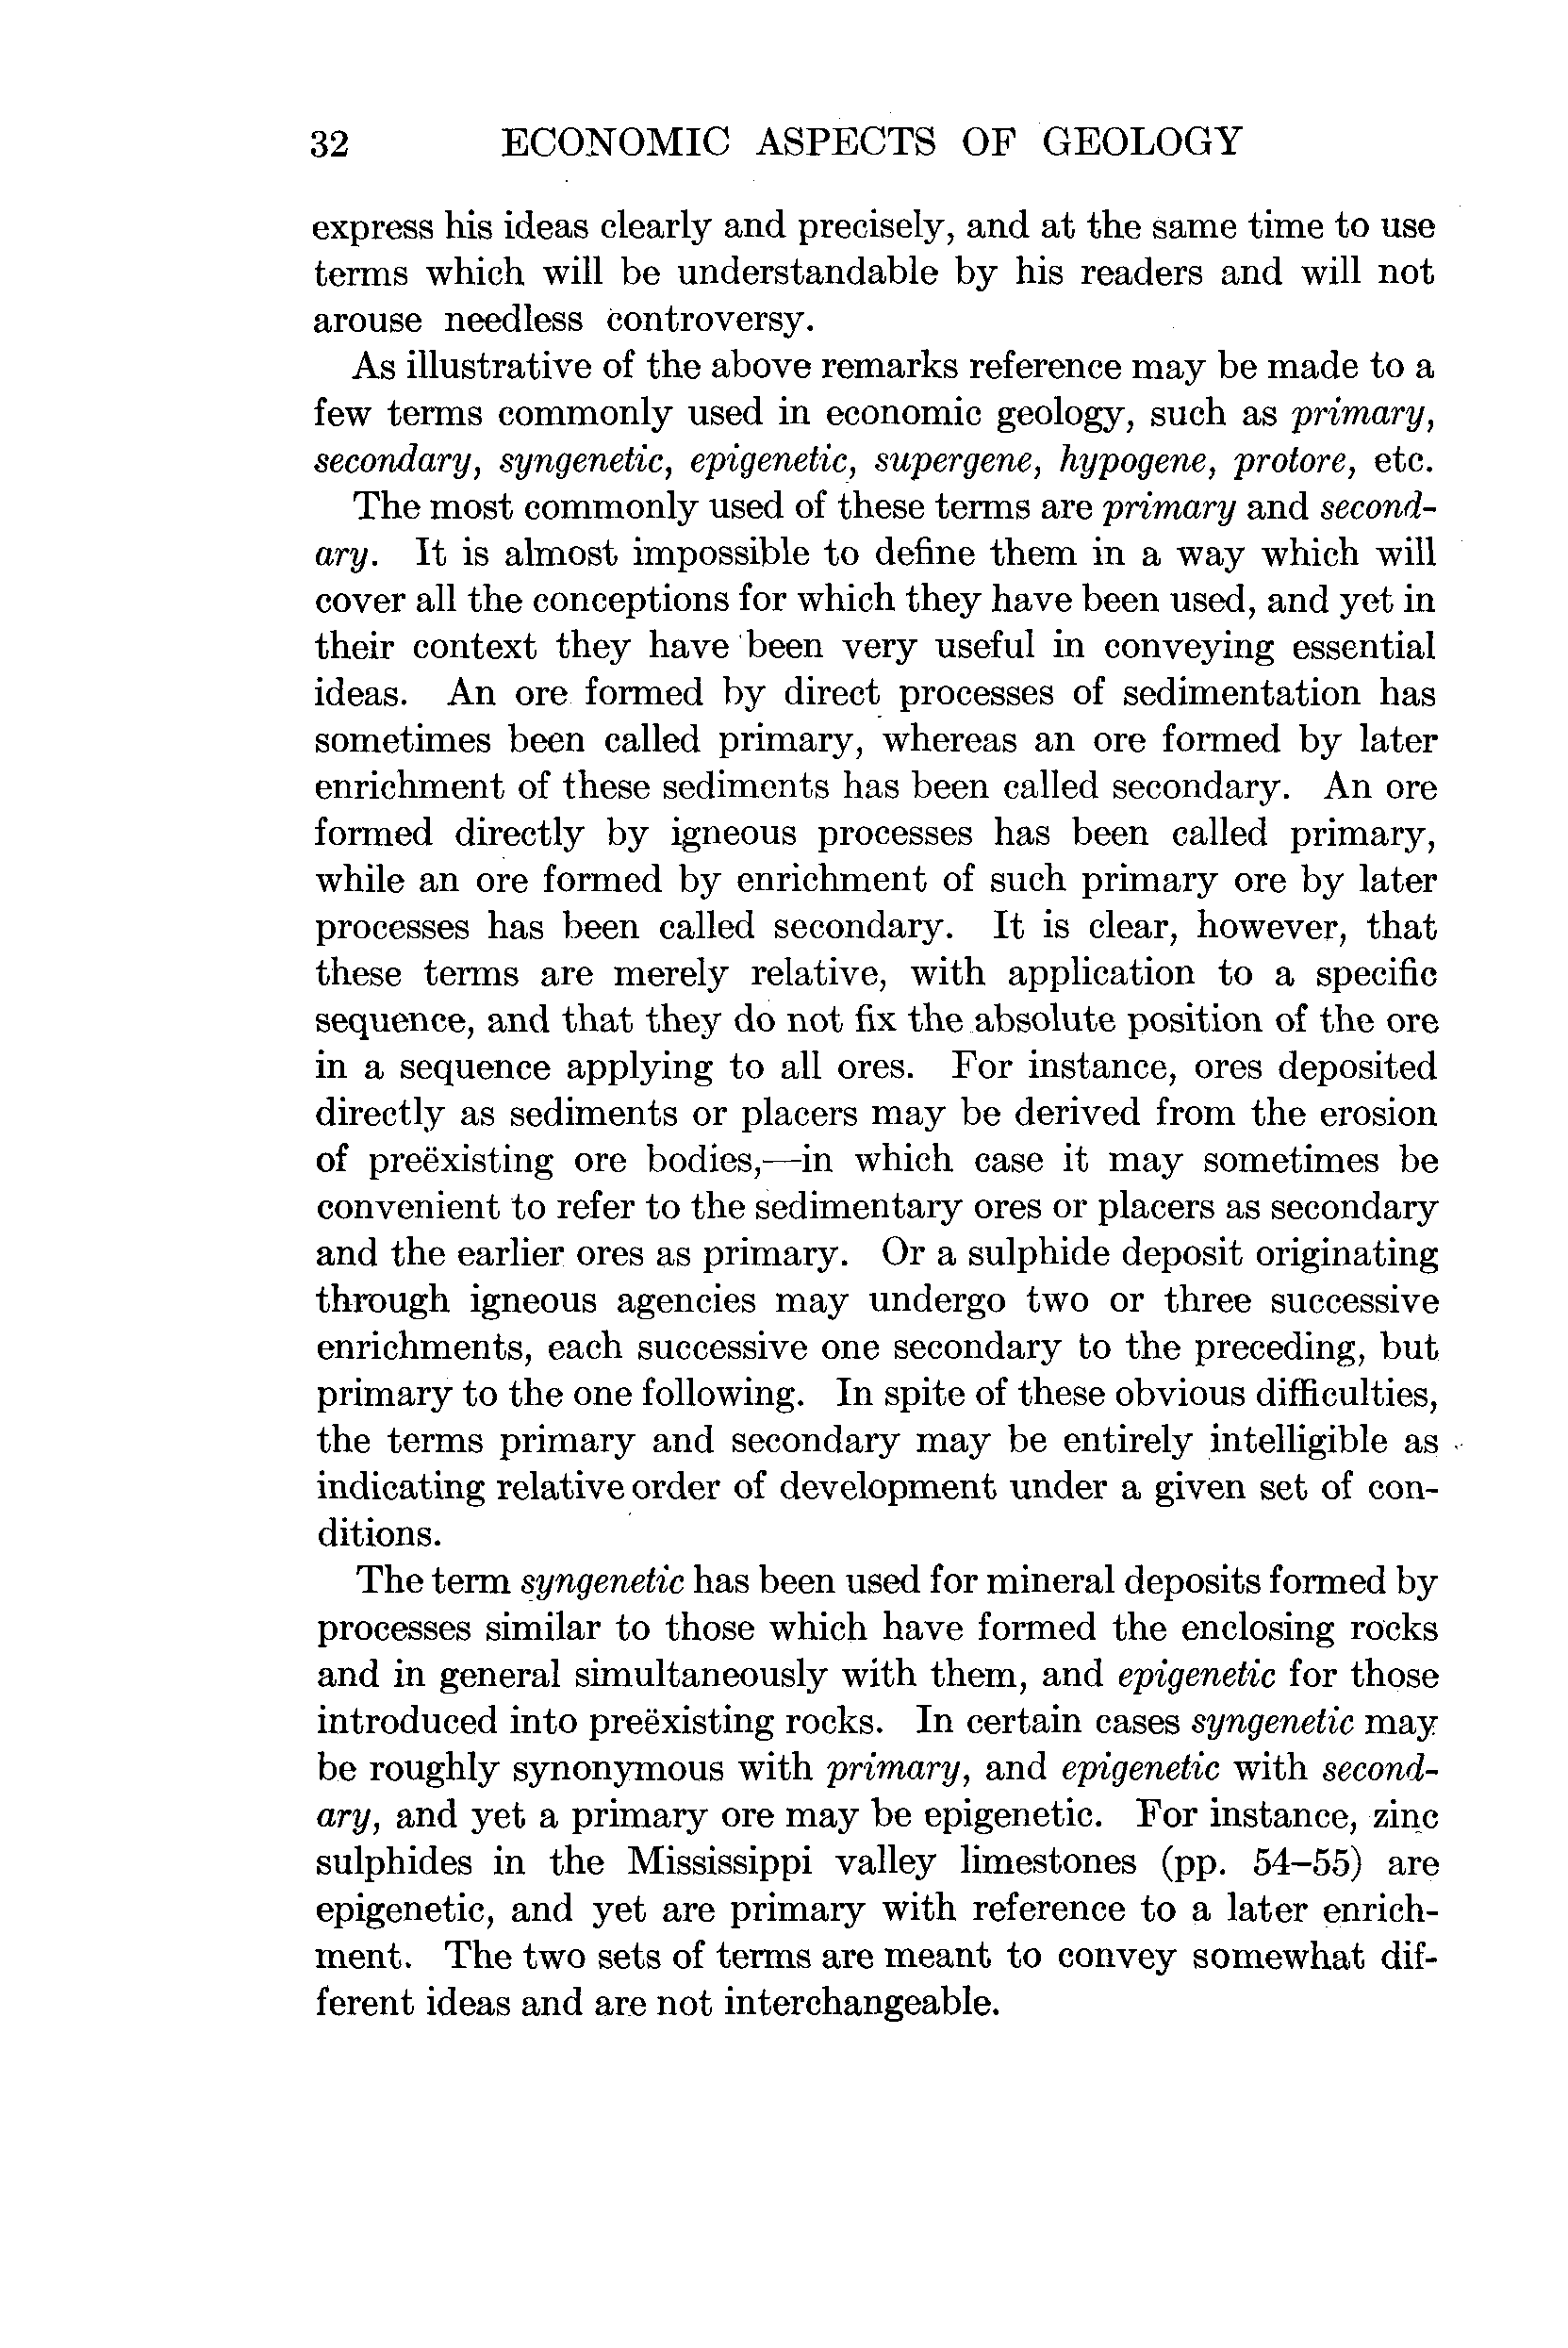 32 ECONOMIC ASPECTS OF GEOLOGY
express his ideas clearly and precisely, and at the same time to use
terms which will be understandable by his readers and will not
arouse needless controversy.
As illustrative of the above remarks reference may be made to a
few terms commonly used in economic geology, such as primary,
secondary, syngenetic, epigenetic, supergene, hypogene, protore, etc.
The most commonly used of these terms are primary and second-
ary. It is almost impossible to define them in a way which will
cover all the conceptions for which they have been used, and yet in
their context they have been very useful in conveying essential
ideas. An ore formed by direct processes of sedimentation has
sometimes been called primary, whereas an ore formed by later
enrichment of these sediments has been called secondary. An ore
formed directly by igneous processes has been called primary,
while an ore formed by enrichment of such primary ore by later
processes has been called secondary. It is clear, however, that
these terms are merely relative, with application to a specific
sequence, and that they do not fix the absolute position of the ore
in a sequence applying to all ores. For instance, ores deposited
directly as sediments or placers may be derived from the erosion
of preëxisting ore bodies,—in which case it may sometimes be
convenient to refer to the sedimentary ores or placers as secondary
and the earlier ores as primary. Or a sulphide deposit originating
through igneous agencies may undergo two or three successive
enrichments, each successive one secondary to the preceding, but
primary to the one following. In spite of these obvious difficulties,
the terms primary and secondary may be entirely intelligible as
indicating relative order of development under a given set of con-
ditions.
The term syngenetic has been used for mineral deposits formed by
processes similar to those which have formed the enclosing rocks
and in general simultaneously with them, and epigenetic for those
introduced into preëxisting rocks. In certain cases syngenetic may
be roughly synonymous with primary, and epigenetic with second-
ary, and yet a primary ore may be epigenetic. For instance, zinc
sulphides in the Mississippi valley limestones (pp. 54–55) are
epigenetic, and yet are primary with reference to a later enrich-
ment. The two sets of terms are meant to convey somewhat dif-
ferent ideas and are not interchangeable.